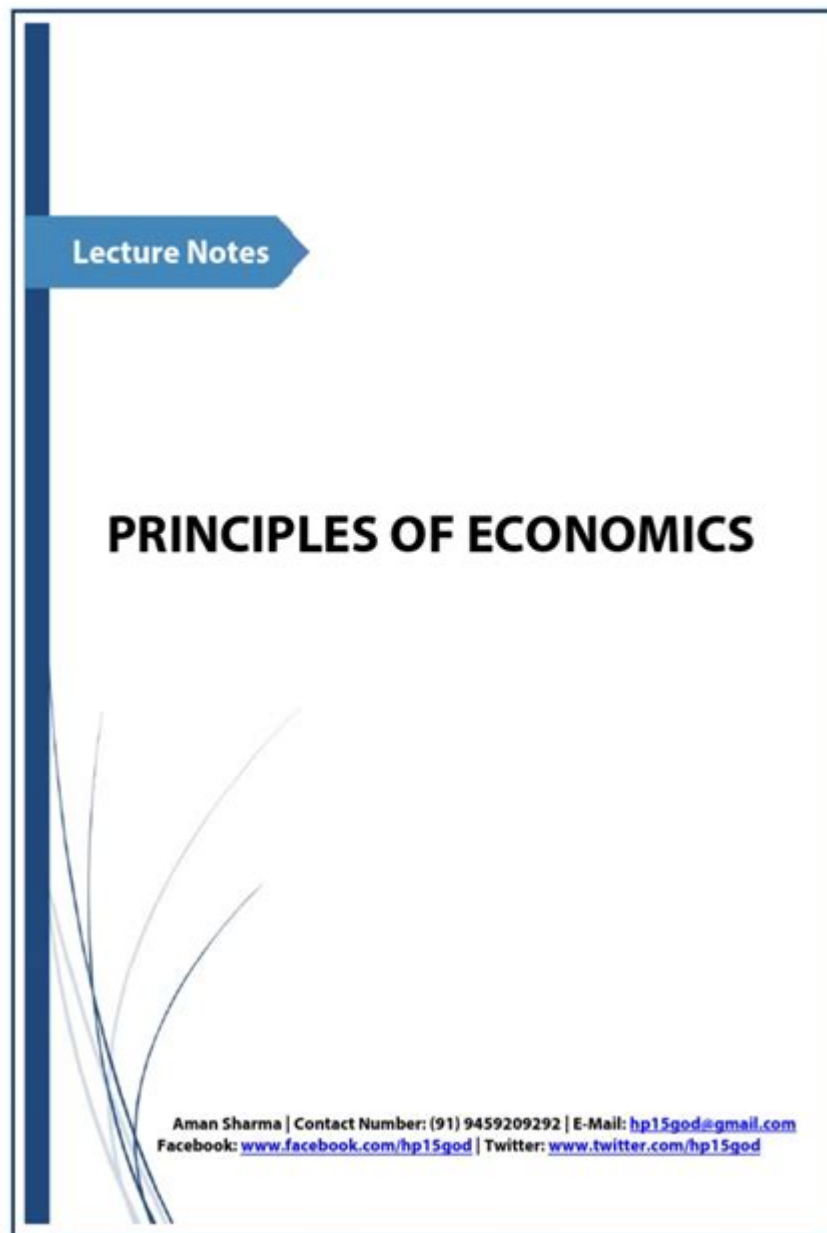 Lecture Notes
PRINCIPLES OF ECONOMICS
Aman Sharma | Contact Number: (91) 9459209292 | E-Mail: hp15god@gmail.com
Facebook: www.facebook.com/hp15god | Twitter: www.twitter.com/hp15god